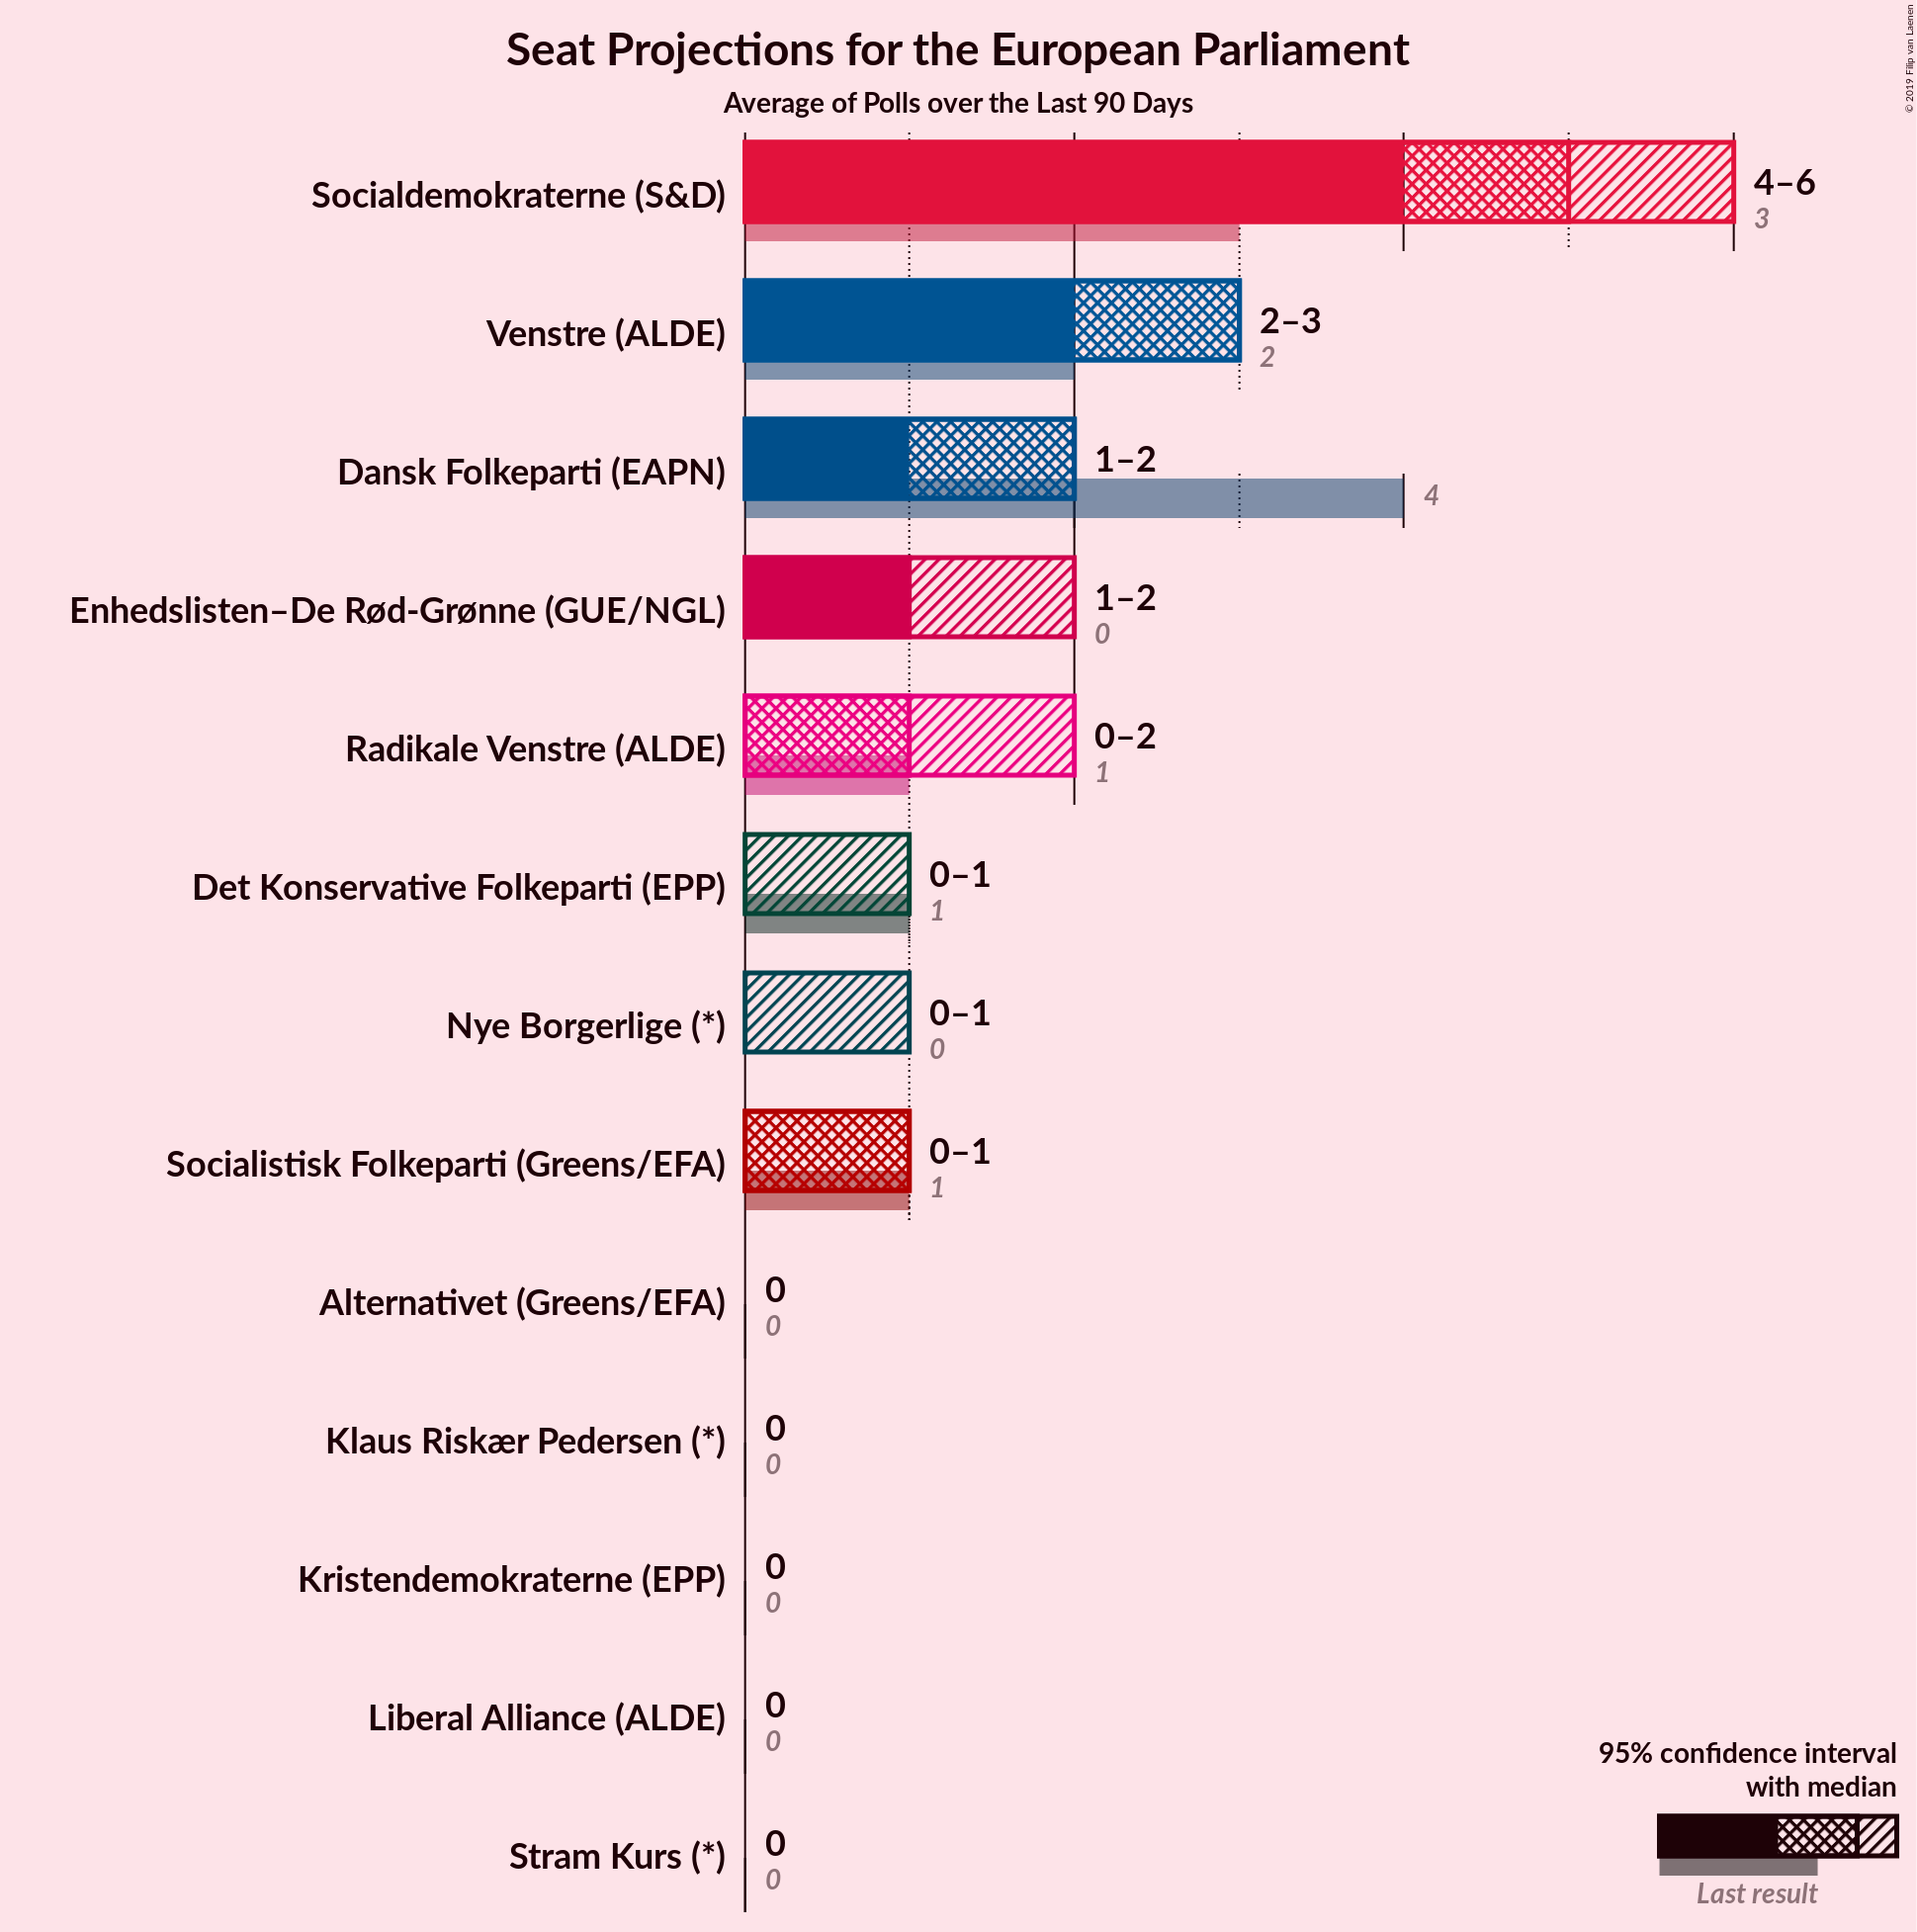 Seat Projections for the European Parliament
Average of Polls over the Last 90 Days
© 2019 Filip van Laenen
Socialdemokraterne (S&D)
4–6
3
Venstre (ALDE)
2–3
2
Dansk Folkeparti (EAPN)
1–2
4
Enhedslisten–De Rød-Grønne (GUE/NGL)
1–2
0
Radikale Venstre (ALDE)
0–2
1
Det Konservative Folkeparti (EPP)
0–1
1
Nye Borgerlige (*)
0–1
0
Socialistisk Folkeparti (Greens/EFA)
0–1
1
Alternativet (Greens/EFA)
0
0
Klaus Riskær Pedersen (*)
0
0
Kristendemokraterne (EPP)
0
0
Liberal Alliance (ALDE)
0
0
Stram Kurs (*)
0
0
95% confidence interval
with median
Last result